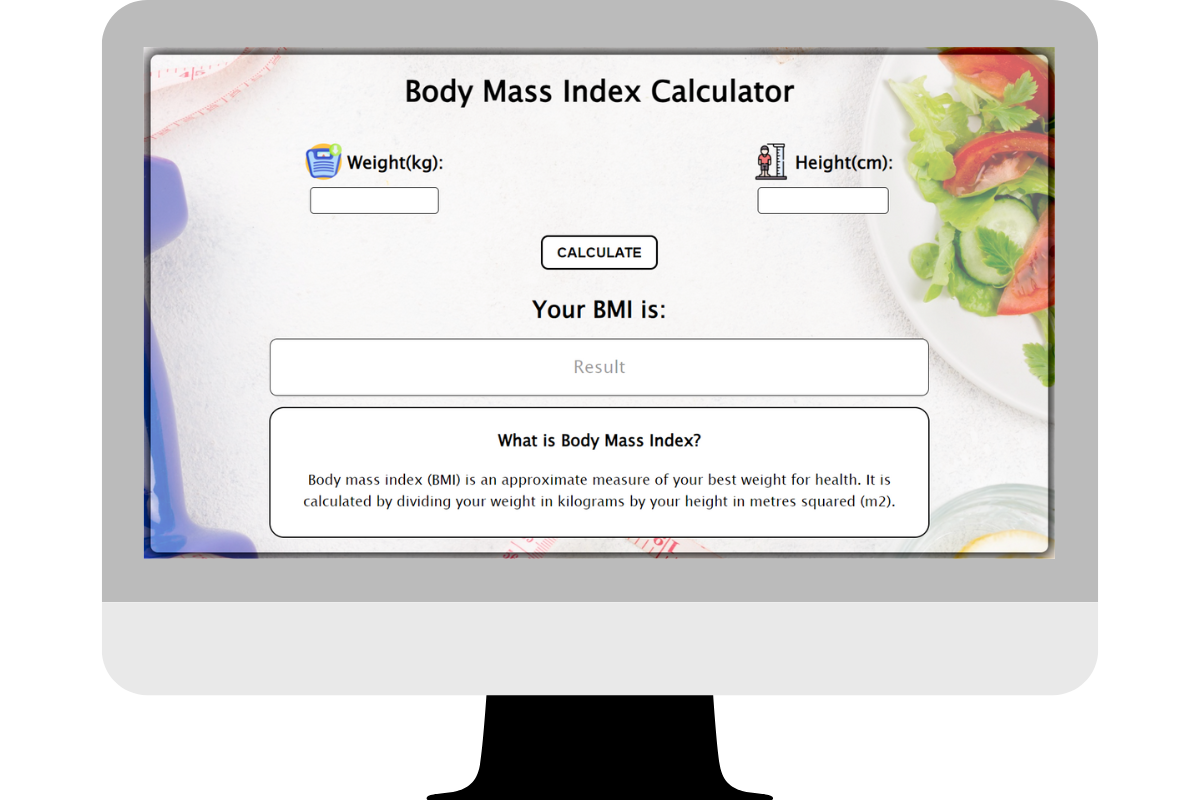 Body Mass Index Calculator
Weight(kg):
Height(cm):
CALCULATE
Your BMI is:
Result
What is Body Mass Index?
Body mass index (BMI) is an approximate measure of your best weight for health. It is
calculated by dividing your weight in kilograms by your height in metres squared (m2).